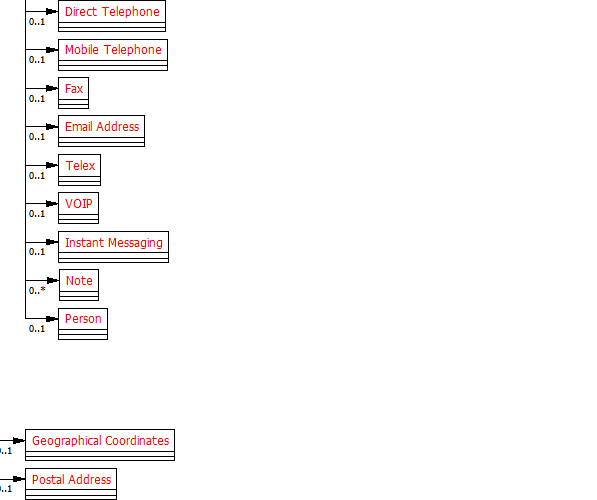 Direct Telephone
0..1
Mobile Telephone
0..1
Fax
0..1
Email Address
0..1
Telex
0..1
VOIP
0..1
Instant Messaging
0..1
Note
0..*
Person
0..1
Geographical Coordinates
0..1
Postal Address
0..1